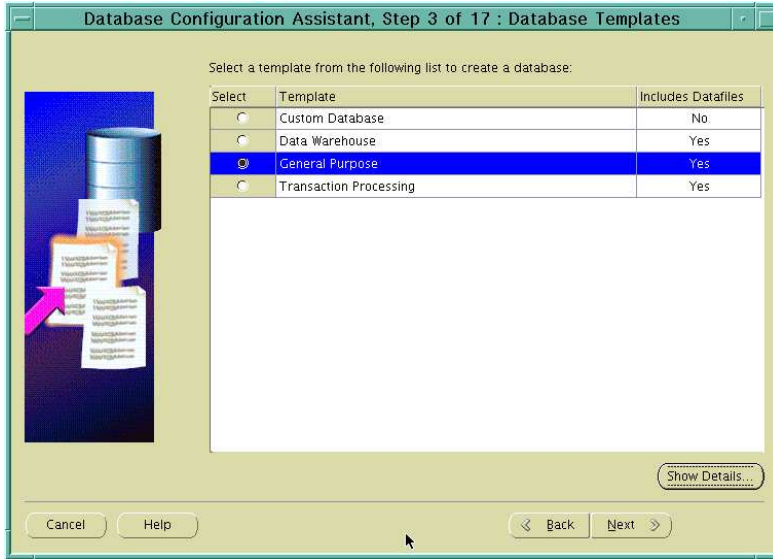 Database Configuration Assistant, Step 3 of 17 : Database Templates
Select a template from the following list to create a database:
Select Template Includes Datafiles
Custom Database No
Data Warehouse Yes
General Purpose Yes
Transaction Processing Yes
Show Details...
Cancel Help Back Next